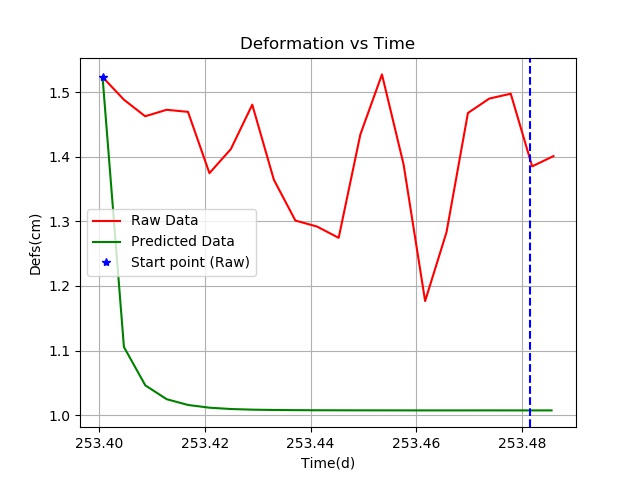 Deformation vs Time
Defs(cm)
1.5
1.4
1.3
1.2
1.1
1.0
Raw Data
Predicted Data
Start point (Raw)
253.40 253.42 253.44 253.46 253.48
Time(d)